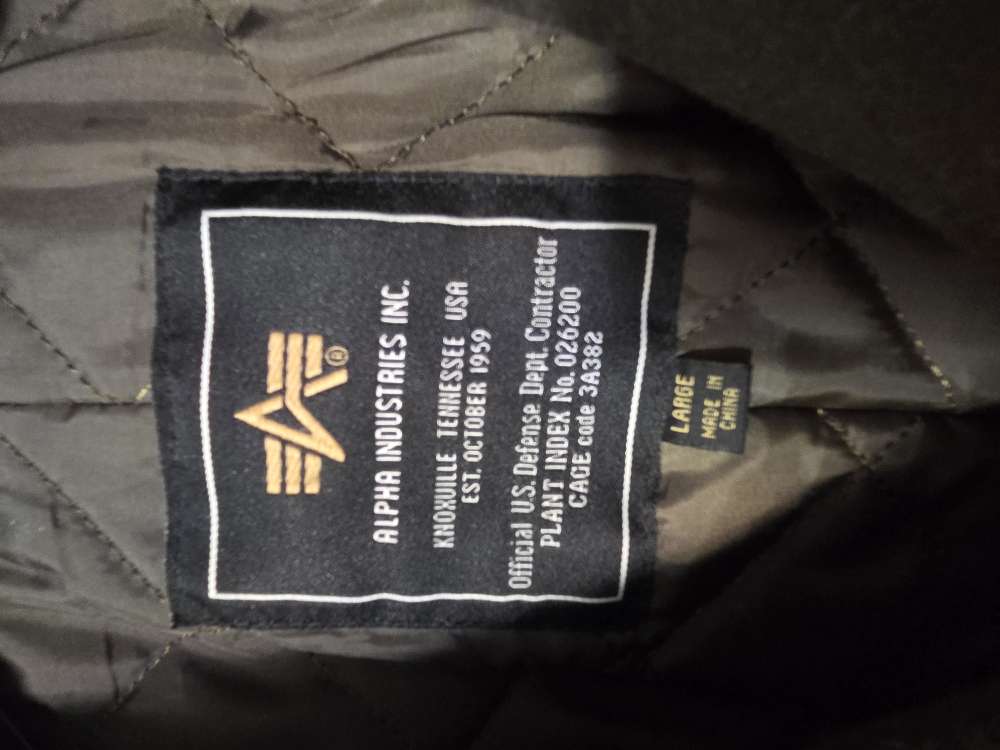 ®
ALPHA INDUSTRIES INC.
KNOXVILLE TENNESSEE USA
EST. OCTOBER 1959
Official U.S. Defense Dept. Contractor
PLANT INDEX No. 026200
CAGE code 3A382
LARGE
MADE IN
CHINA